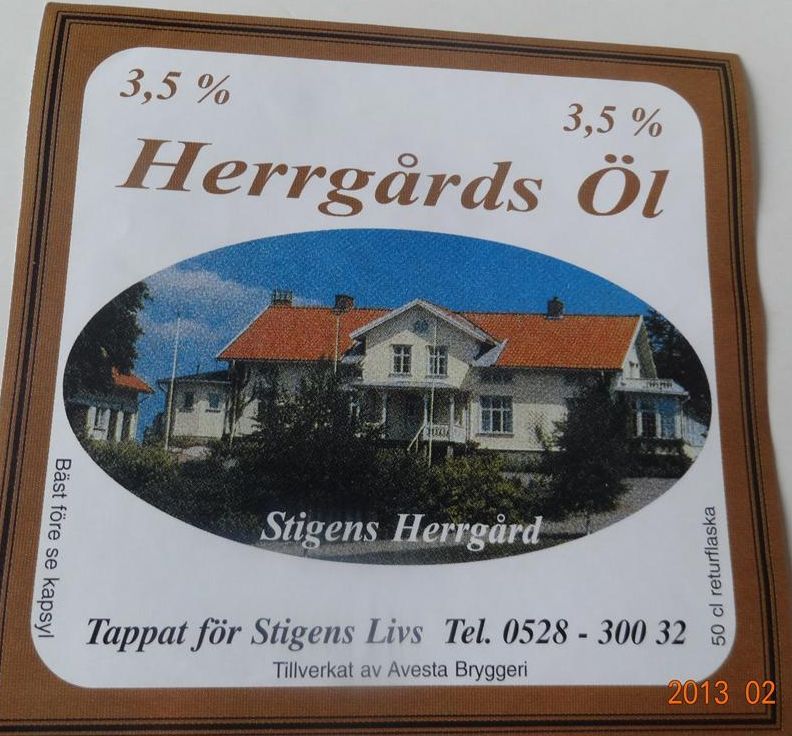 3,5 %
3,5 %
Herrgårds Öl
Stigens Herrgård
Bäst före se kapsyl
50 cl returflaska
Tappat för Stigens Livs Tel. 0528 - 300 32
Tillverkat av Avesta Bryggeri
2013 02